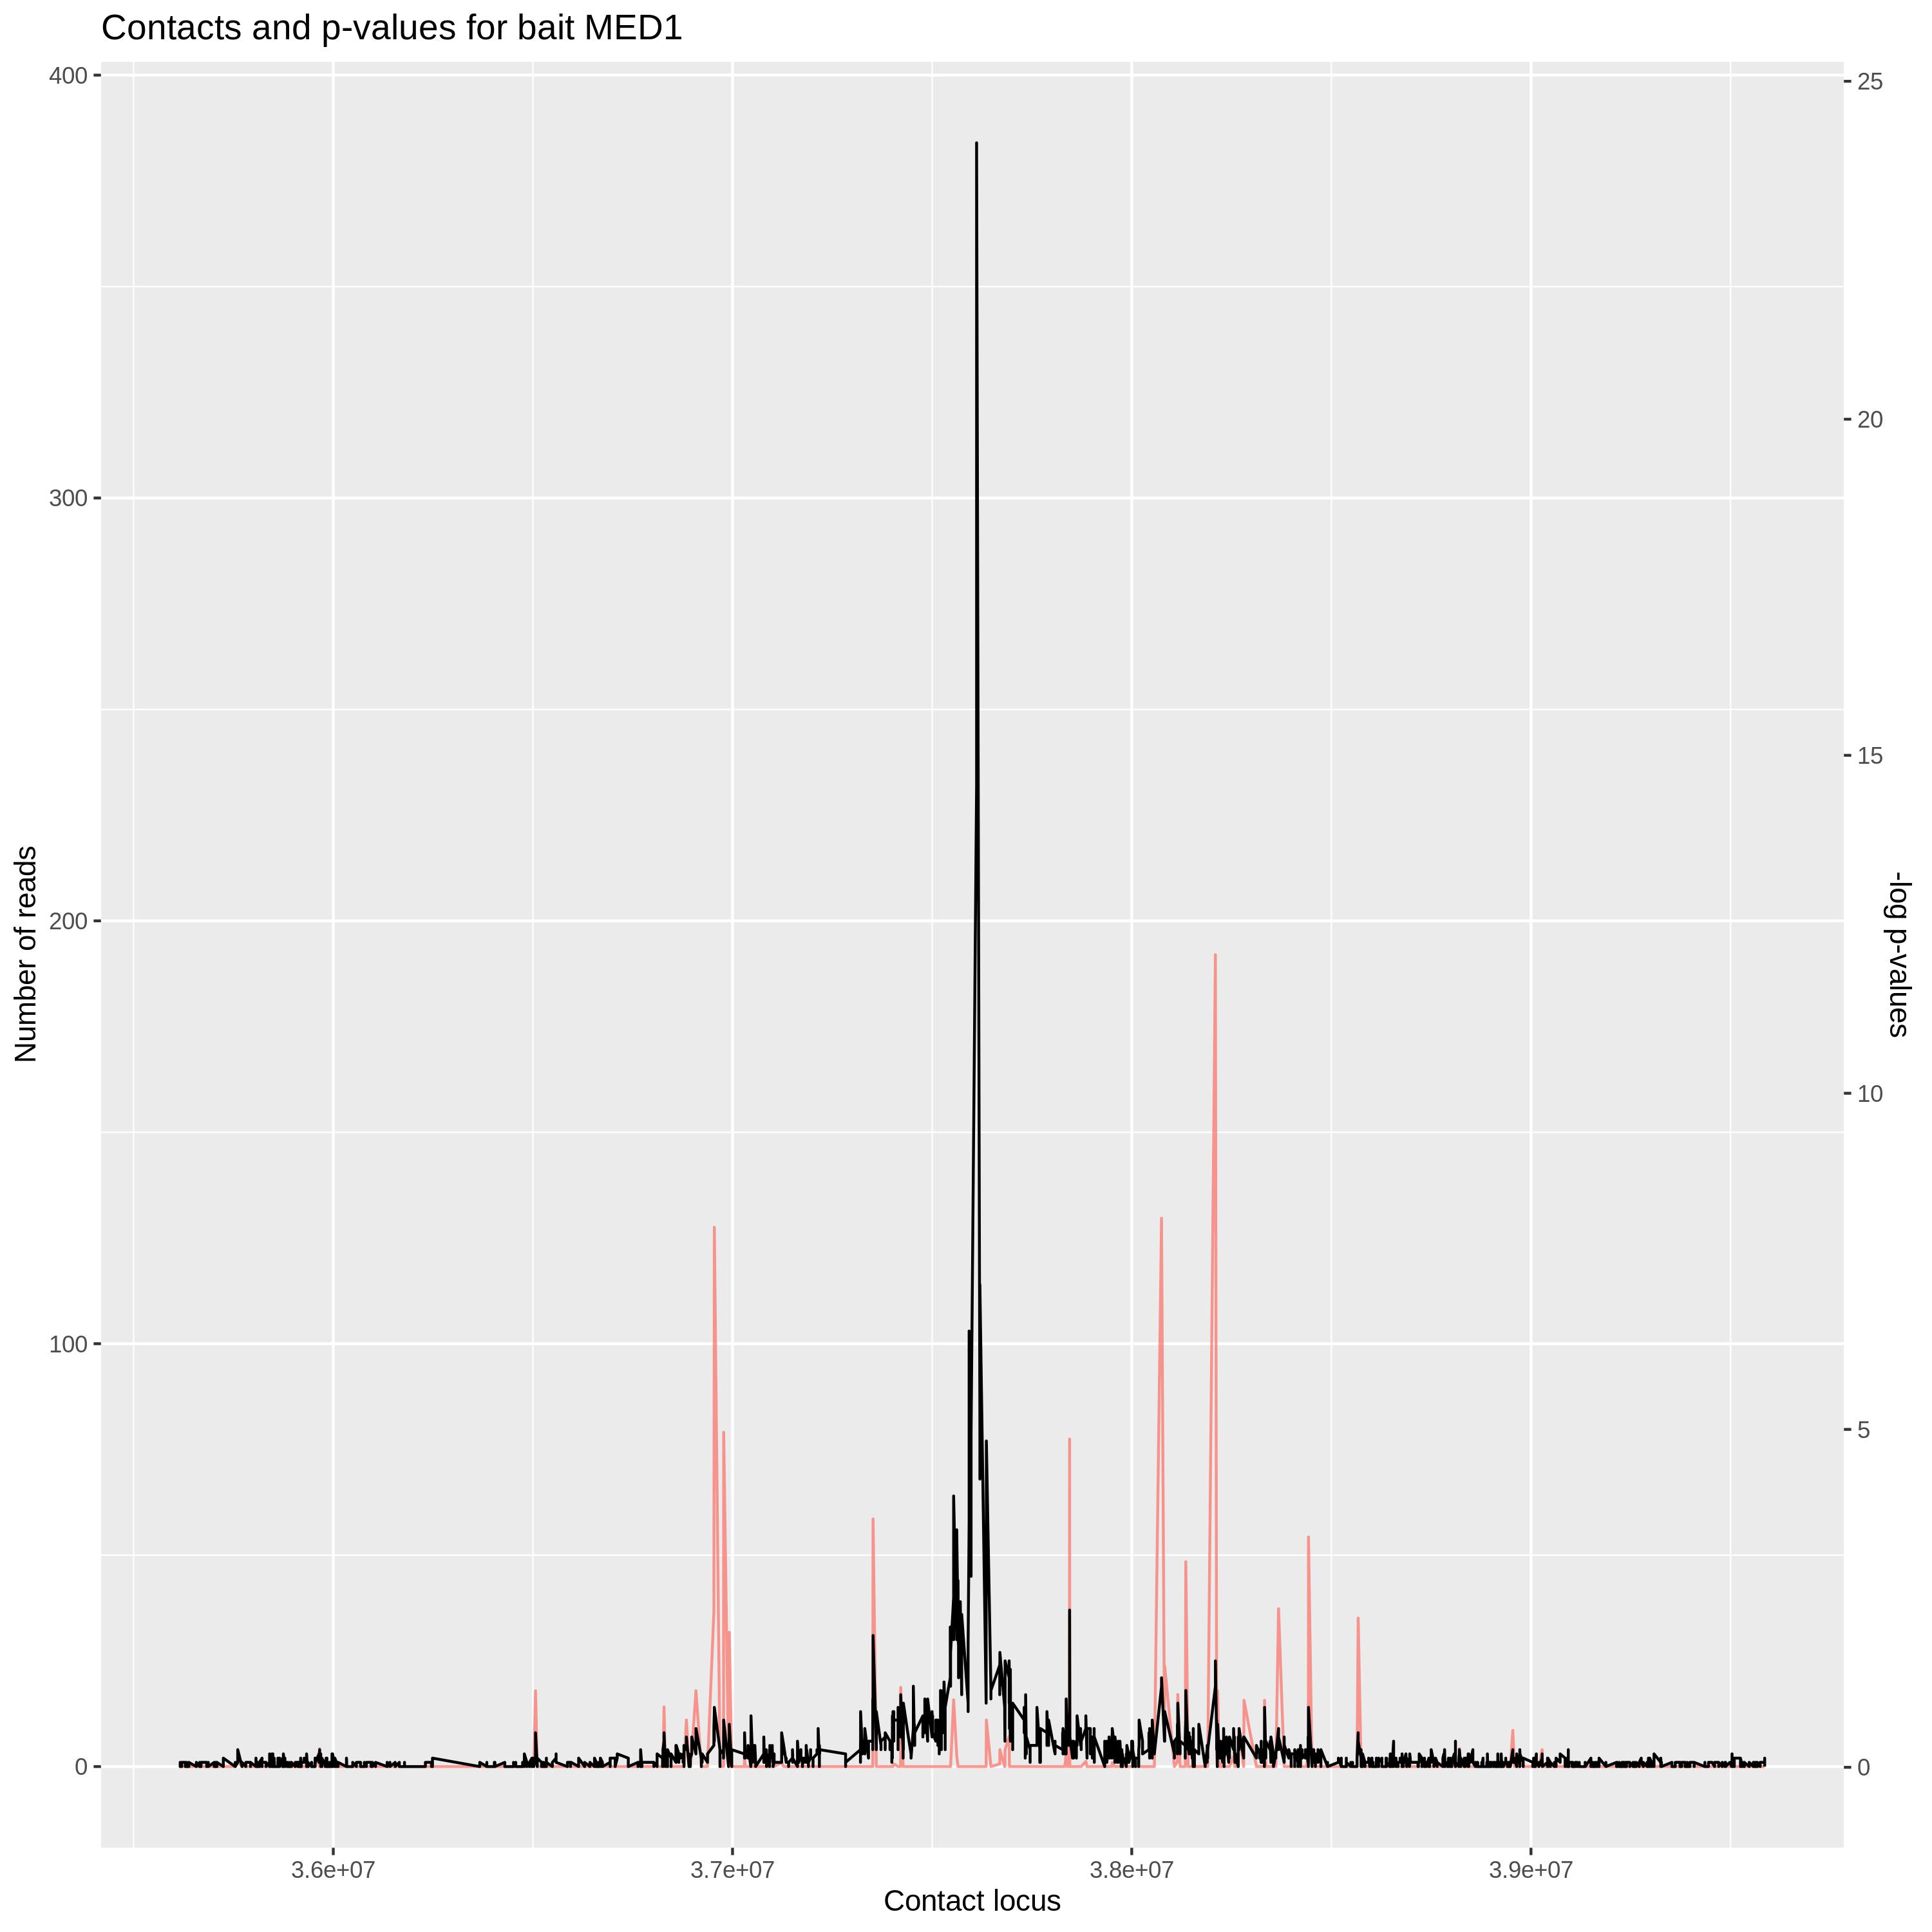 Contacts and p-values for bait MED1
400
300
200
100
0
Number of reads
25
20
15
10
5
0
-log p-values
3.6e+07 3.7e+07 3.8e+07 3.9e+07
Contact locus